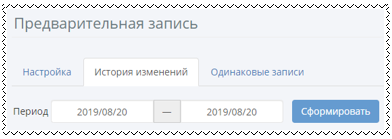 Предварительная запись
Настройка История изменений Одинаковые записи
Период 2019/08/20 — 2019/08/20 Сформировать